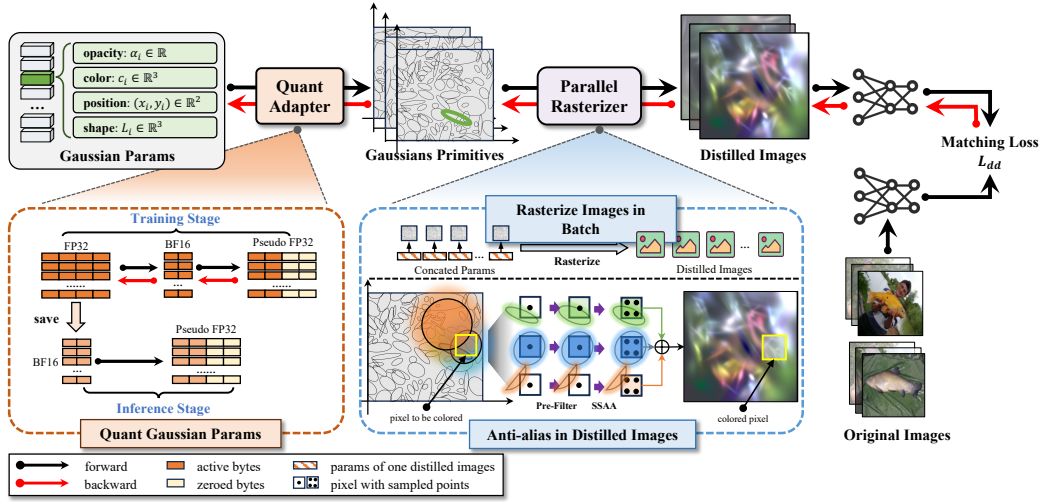 opacity: αᵢ ∈ ℝ
color: cᵢ ∈ ℝ³
position: (xᵢ, yᵢ) ∈ ℝ²
...
shape: Lᵢ ∈ ℝ³
Gaussian Params
Quant
Adapter
Gaussians Primitives
Parallel
Rasterizer
Distilled Images
Matching Loss
L_dd
Training Stage
FP32
BF16
Pseudo FP32
......
......
save
Pseudo FP32
BF16
......
Inference Stage
Quant Gaussian Params
Rasterize Images in
Batch
...
...
Concated Params
Rasterize
Distilled Images
pixel to be colored
Pre-Filter
SSAA
colored pixel
Anti-alias in Distilled Images
Original Images
forward
active bytes
params of one distilled images
backward
zeroed bytes
pixel with sampled points